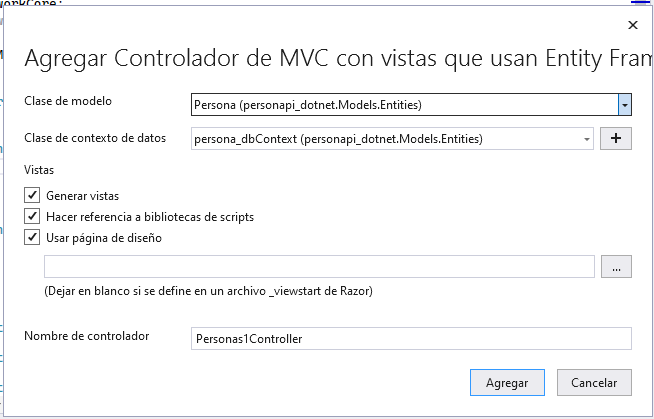 workCore;
Agregar Controlador de MVC con vistas que usan Entity Fram
Clase de modelo
Persona (personapi_dotnet.Models.Entities)
Clase de contexto de datos
persona_dbContext (personapi_dotnet.Models.Entities)
+
Vistas
Generar vistas
Hacer referencia a bibliotecas de scripts
Usar página de diseño
...
(Dejar en blanco si se define en un archivo _viewstart de Razor)
Nombre de controlador
Personas1Controller
Agregar
Cancelar